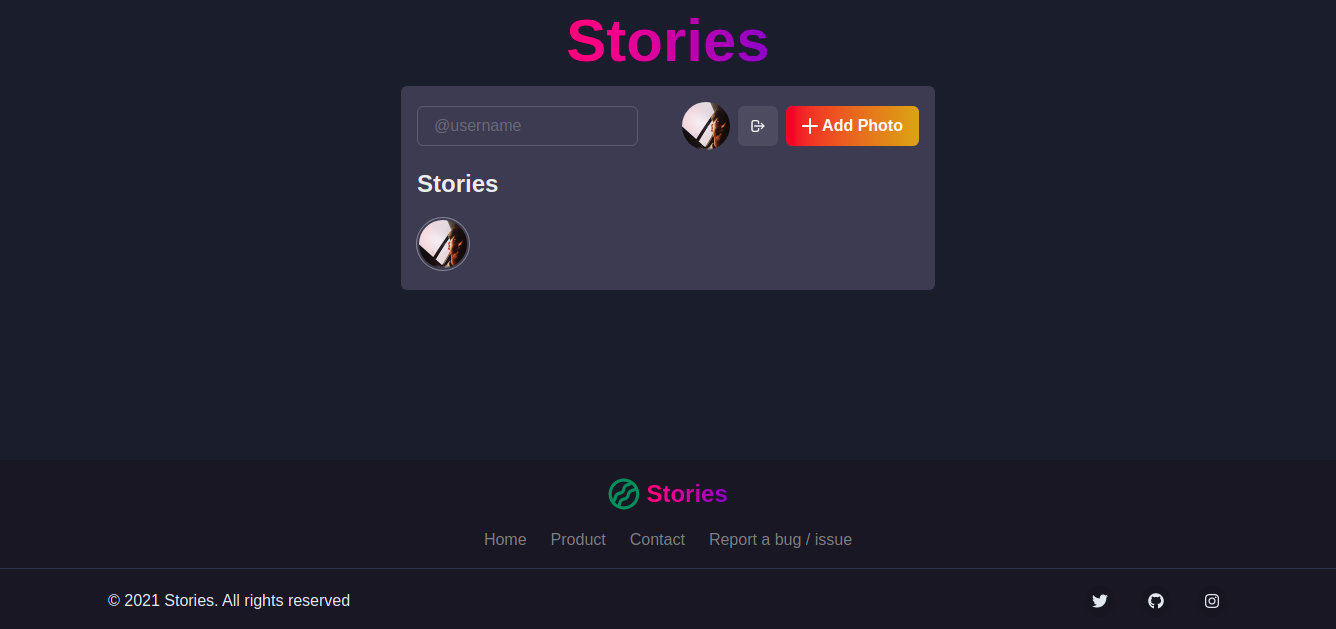 Stories
@username
Add Photo
Stories
Stories
Home Product Contact Report a bug / issue
© 2021 Stories. All rights reserved